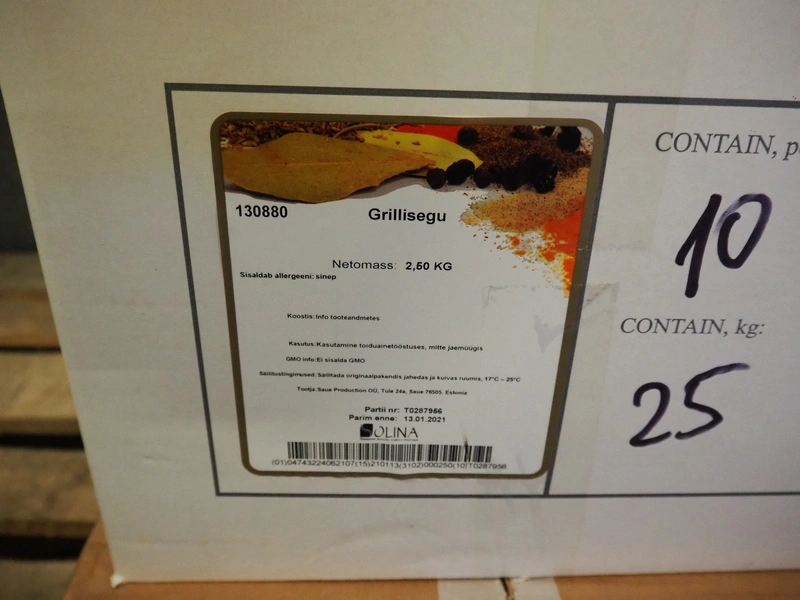 130880 Grillisegu
Netomass: 2,50 KG
Sisaldab allergeeni: sinep
Koostis: Info tooteandmetes
Kasutus: Kasutamine toiduainetööstuses, mitte jaemüügis
GMO info: Ei sisalda GMO
Säilitustingimused: Säilitada originaalpakendis jahedas ja kuivas ruumis, 17°C – 25°C
Tootja: Saue Production OÜ, Tule 24a, Saue 76505, Estonia
Partii nr: T0287956
Parim enne: 13.01.2021
SOLINA
(01)04743224062107(15)210113(3102)000250(10)T0287956
CONTAIN, p
10
CONTAIN, kg:
25